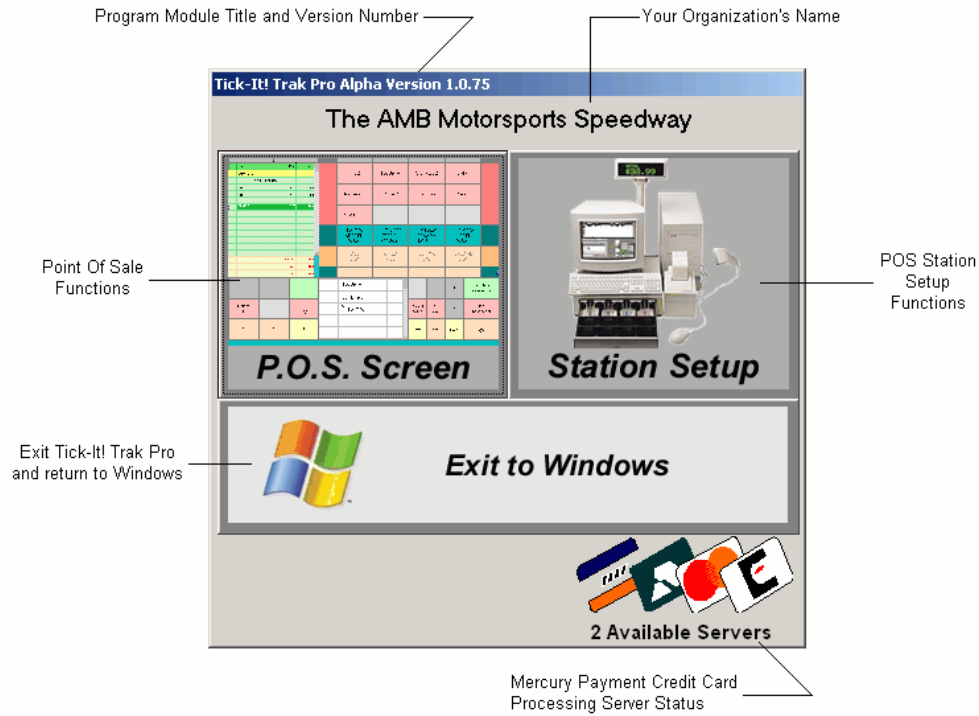 Program Module Title and Version Number
Your Organization's Name
Tick-It! Trak Pro Alpha Version 1.0.75
The AMB Motorsports Speedway
Point Of Sale
Functions
POS Station
Setup
Functions
P.O.S. Screen
Station Setup
Exit Tick-It! Trak Pro
and return to Windows
Exit to Windows
2 Available Servers
Mercury Payment Credit Card
Processing Server Status